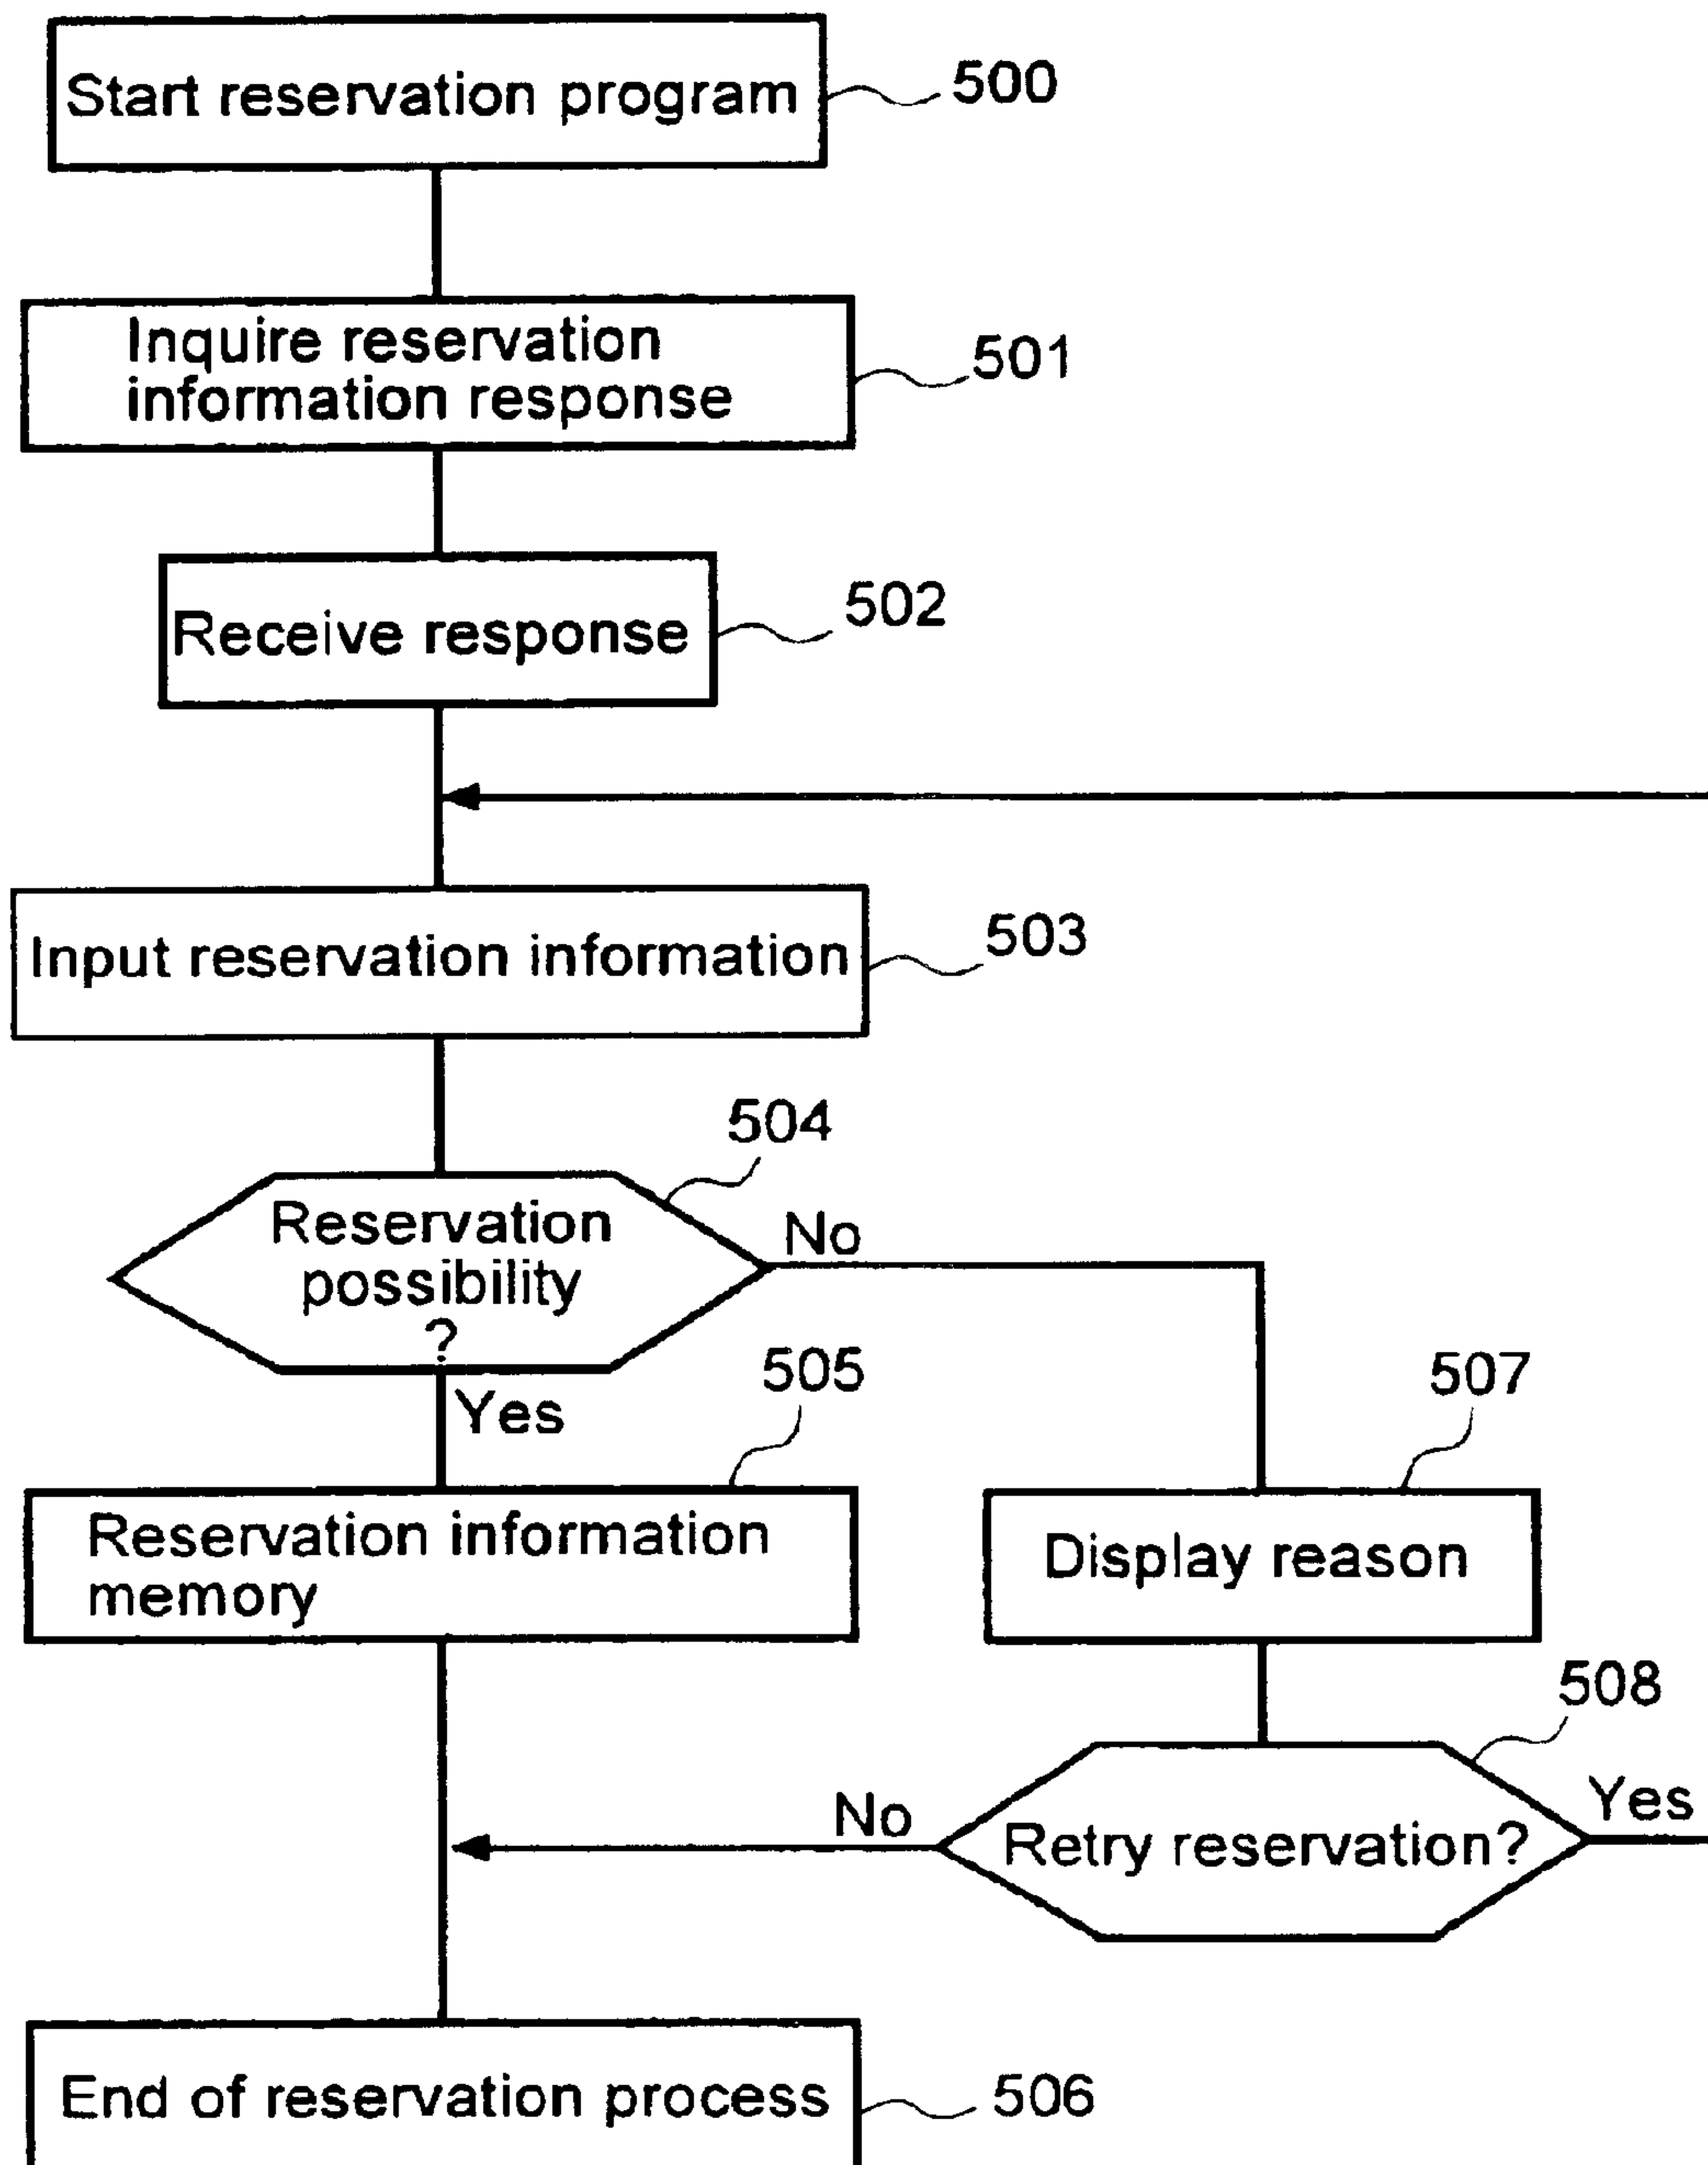 Start reservation program
500
Inquire reservation
information response
501
Receive response
502
Input reservation information
503
504
Reservation
possibility
?
No
Yes
505
Reservation information
memory
507
Display reason
508
Retry reservation?
No
Yes
End of reservation process
506